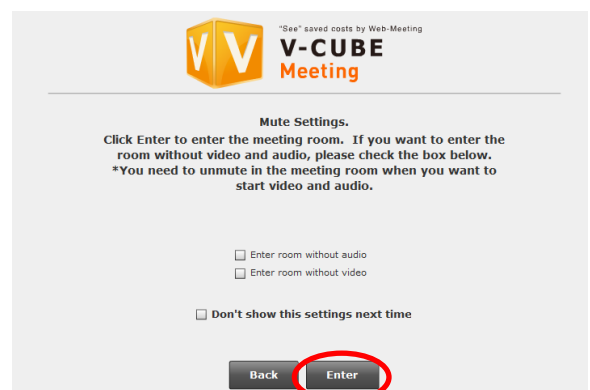 "See" saved costs by Web-Meeting
V V
V-CUBE
Meeting
Mute Settings.
Click Enter to enter the meeting room. If you want to enter the
room without video and audio, please check the box below.
*You need to unmute in the meeting room when you want to
start video and audio.
Enter room without audio
Enter room without video
Don't show this settings next time
Back Enter